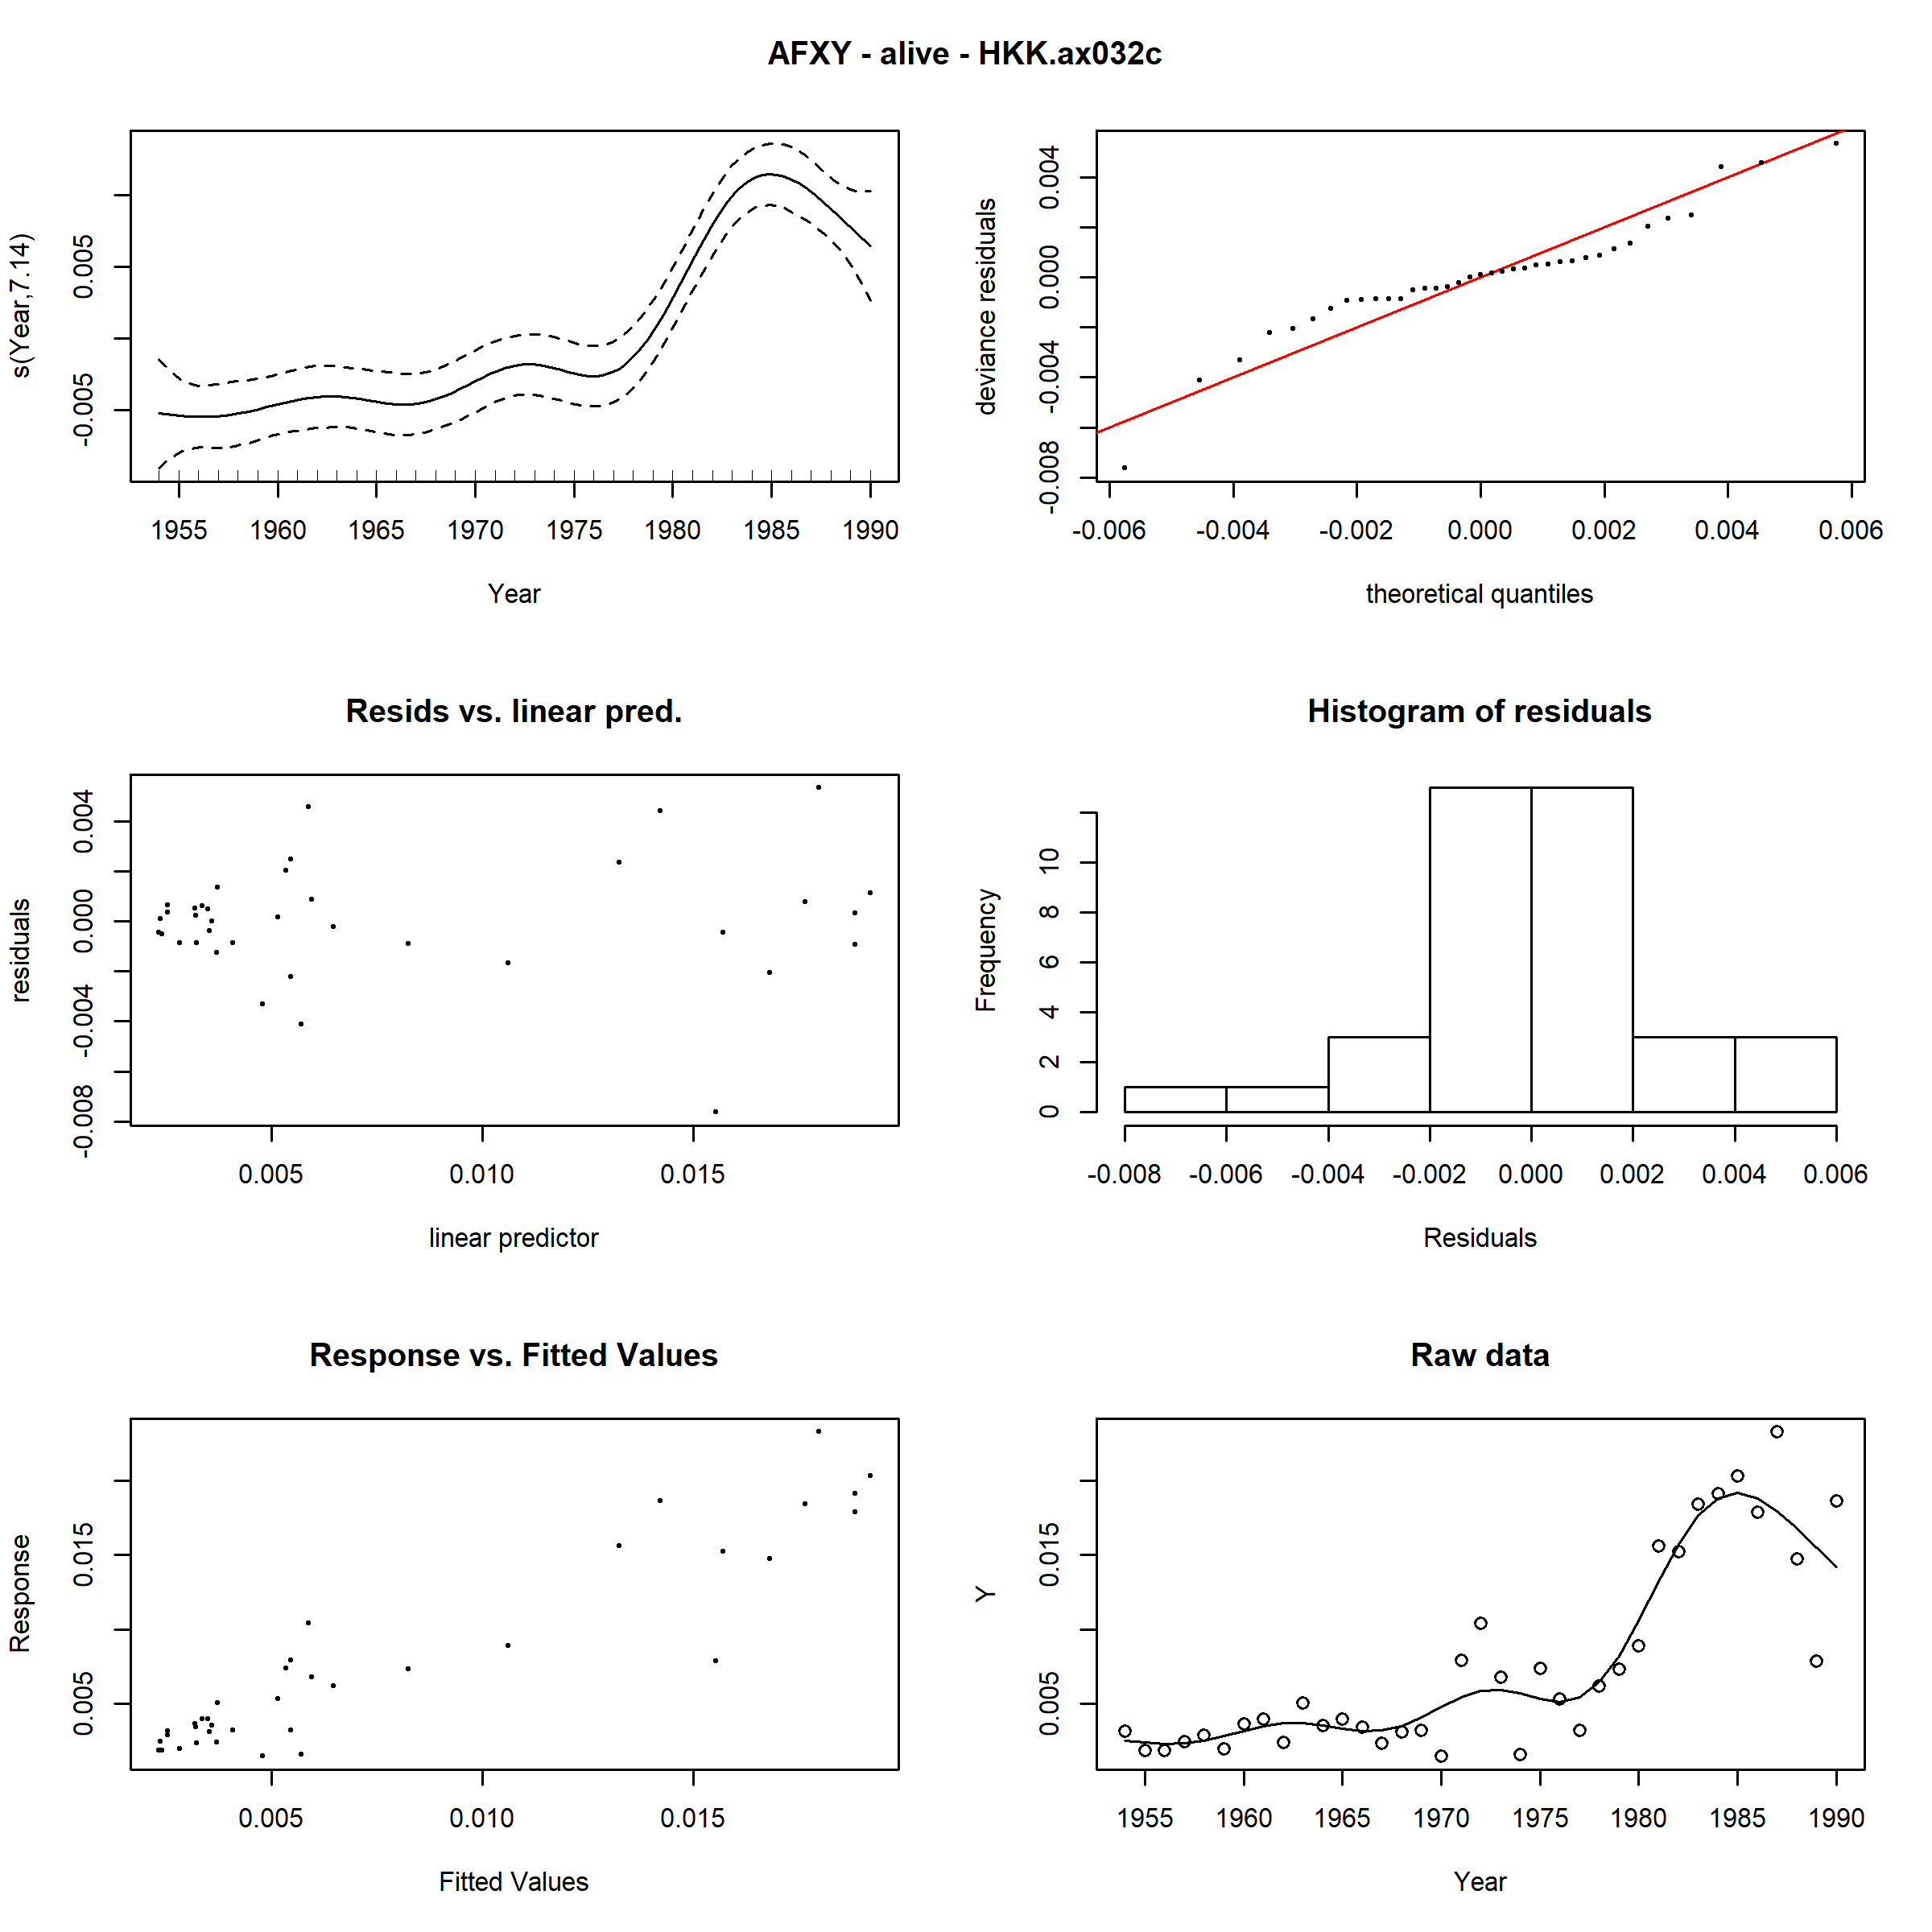 AFXY - alive - HKK.ax032c
s(Year,7.14)
-0.005 0.005
1955 1960 1965 1970 1975 1980 1985 1990
Year
deviance residuals
-0.008 -0.004 0.000 0.004
-0.006 -0.004 -0.002 0.000 0.002 0.004 0.006
theoretical quantiles
Resids vs. linear pred.
residuals
-0.008 -0.004 0.000 0.004
0.005 0.010 0.015
linear predictor
Histogram of residuals
Frequency
0 2 4 6 8 10
-0.008 -0.006 -0.004 -0.002 0.000 0.002 0.004 0.006
Residuals
Response vs. Fitted Values
Response
0.005 0.015
0.005 0.010 0.015
Fitted Values
Raw data
Y
0.005 0.015
1955 1960 1965 1970 1975 1980 1985 1990
Year